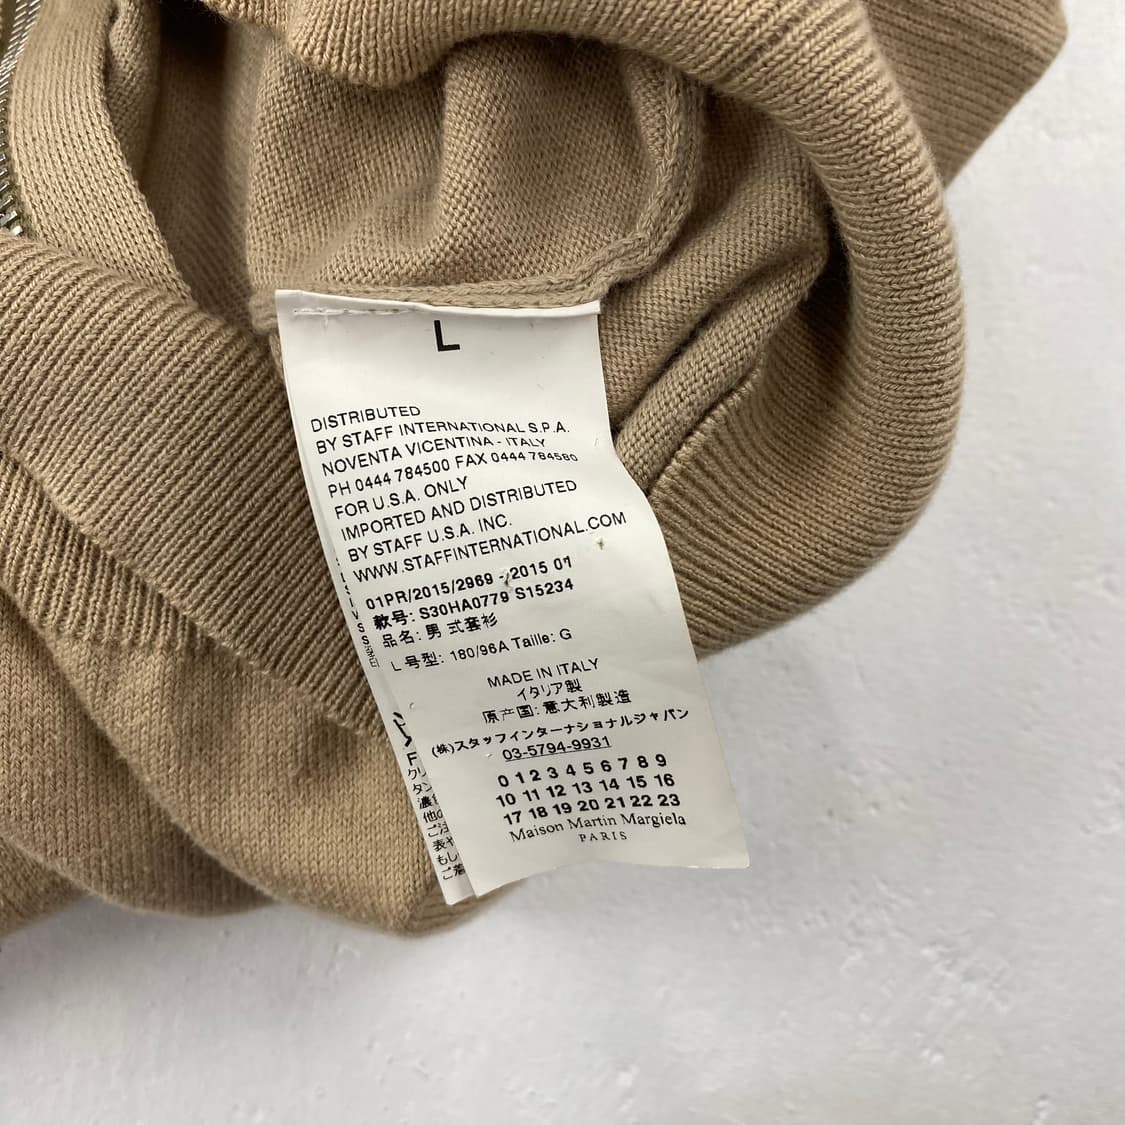 L
DISTRIBUTED
BY STAFF INTERNATIONAL S.P.A.
NOVENTA VICENTINA - ITALY
PH 0444 784500 FAX 0444 784580
FOR U.S.A. ONLY
IMPORTED AND DISTRIBUTED
BY STAFF U.S.A. INC.
WWW.STAFFINTERNATIONAL.COM
01PR/2015/2969 - 2015 01
款号: S30HA0779 S15234
品名: 男 式套衫
L 号型: 180/96A Taille: G
MADE IN ITALY
イタリア製
原产国: 意大利製造
(株)スタッフインターナショナルジャパン
03-5794-9931
0 1 2 3 4 5 6 7 8 9
10 11 12 13 14 15 16
17 18 19 20 21 22 23
Maison Martin Margiela
PARIS